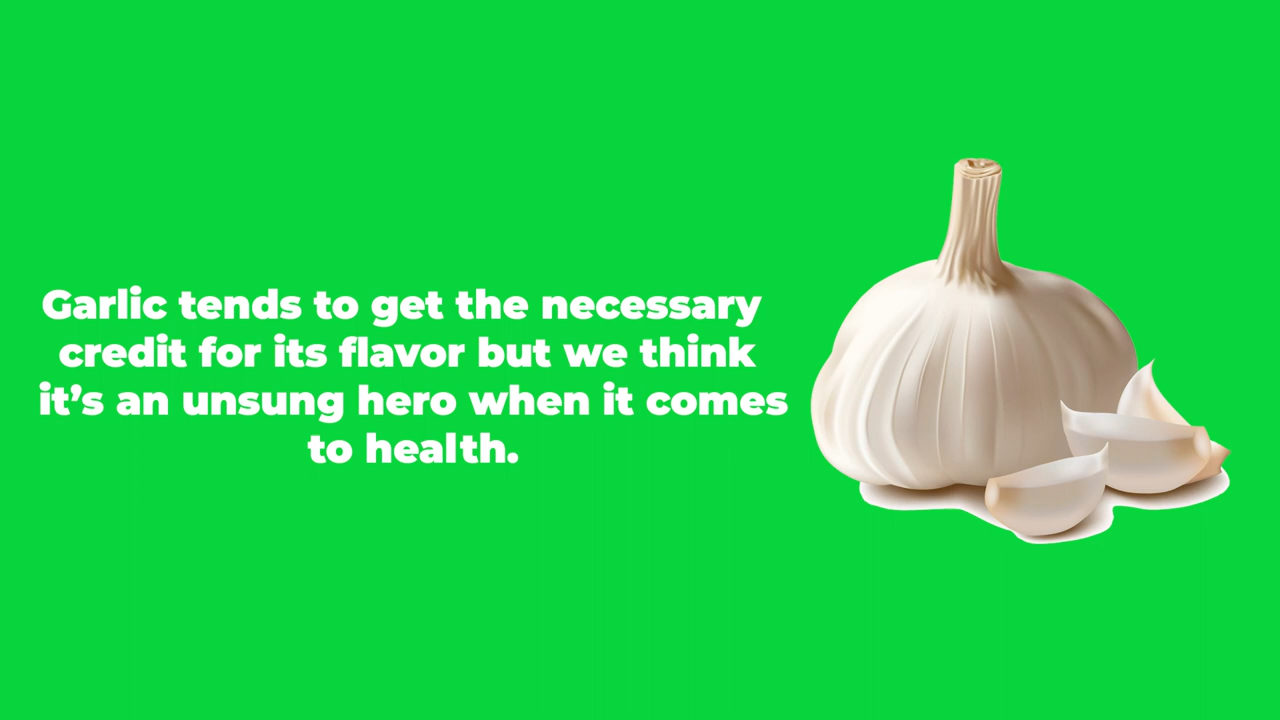 Garlic tends to get the necessary
credit for its flavor but we think
it’s an unsung hero when it comes
to health.